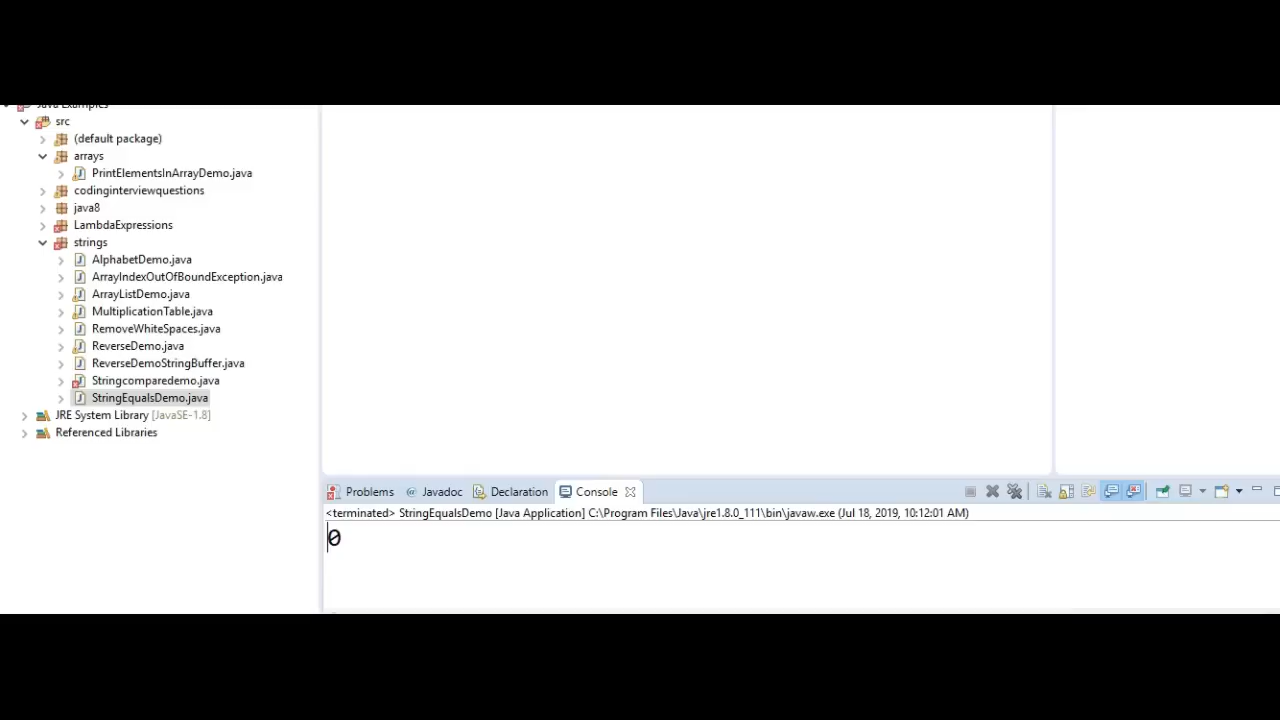 Java Examples
src
(default package)
arrays
PrintElementsInArrayDemo.java
codinginterviewquestions
java8
LambdaExpressions
strings
AlphabetDemo.java
ArrayIndexOutOfBoundException.java
ArrayListDemo.java
MultiplicationTable.java
RemoveWhiteSpaces.java
ReverseDemo.java
ReverseDemoStringBuffer.java
Stringcomparedemo.java
StringEqualsDemo.java
JRE System Library [JavaSE-1.8]
Referenced Libraries
Problems Javadoc Declaration Console
<terminated> StringEqualsDemo [Java Application] C:\Program Files\Java\jre1.8.0_111\bin\javaw.exe (Jul 18, 2019, 10:12:01 AM)
0